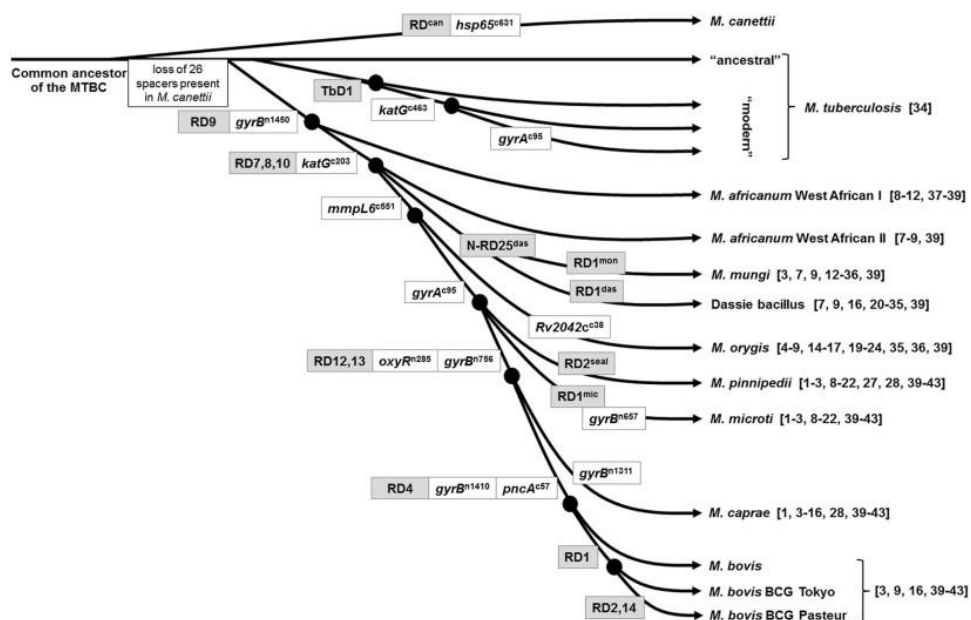 RDcan hsp65c631
M. canettii
Common ancestor
of the MTBC
loss of 26
spacers present
in M. canettii
"ancestral"
TbD1
katGc463
gyrAc95
"modern"
M. tuberculosis [34]
RD9 gyrBn1450
RD7,8,10 katGc203
M. africanum West African I [8-12, 37-39]
mmpL6c551
M. africanum West African II [7-9, 39]
N-RD25das
RD1mon
M. mungi [3, 7, 9, 12-36, 39]
gyrAc95
RD1das
Dassie bacillus [7, 9, 16, 20-35, 39]
Rv2042cc38
M. orygis [4-9, 14-17, 19-24, 35, 36, 39]
RD12,13 oxyRn285 gyrBn756
RD2seal
M. pinnipedii [1-3, 8-22, 27, 28, 39-43]
RD1mic
gyrBn657
M. microti [1-3, 8-22, 39-43]
gyrBn1311
RD4 gyrBn1410 pncAc57
M. caprae [1, 3-16, 28, 39-43]
RD1
M. bovis
M. bovis BCG Tokyo
[3, 9, 16, 39-43]
RD2,14
M. bovis BCG Pasteur